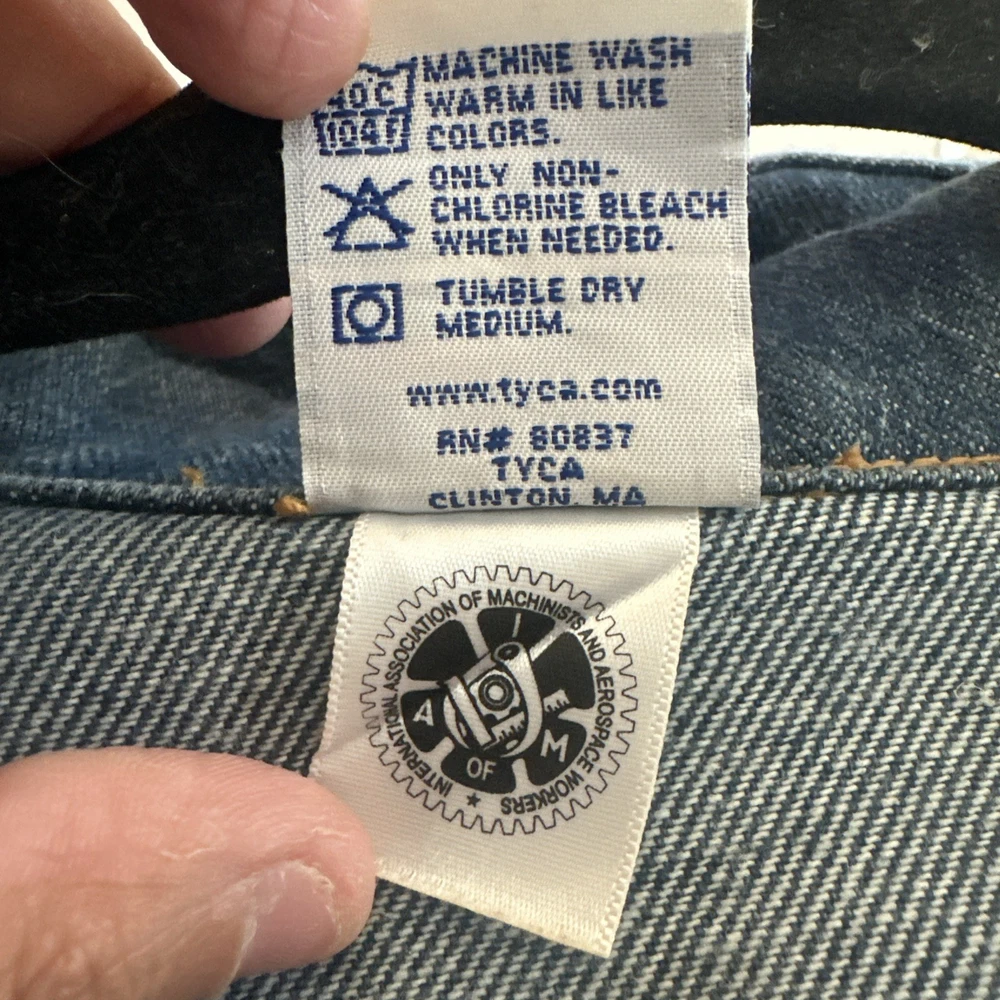 40°C
104F
MACHINE WASH
WARM IN LIKE
COLORS.
ONLY NON-
CHLORINE BLEACH
WHEN NEEDED.
TUMBLE DRY
MEDIUM.
www.tyca.com
RN# 80837
TYCA
CLINTON, MA
INTERNATIONAL ASSOCIATION OF MACHINISTS AND AEROSPACE WORKERS
I
A
OF
M